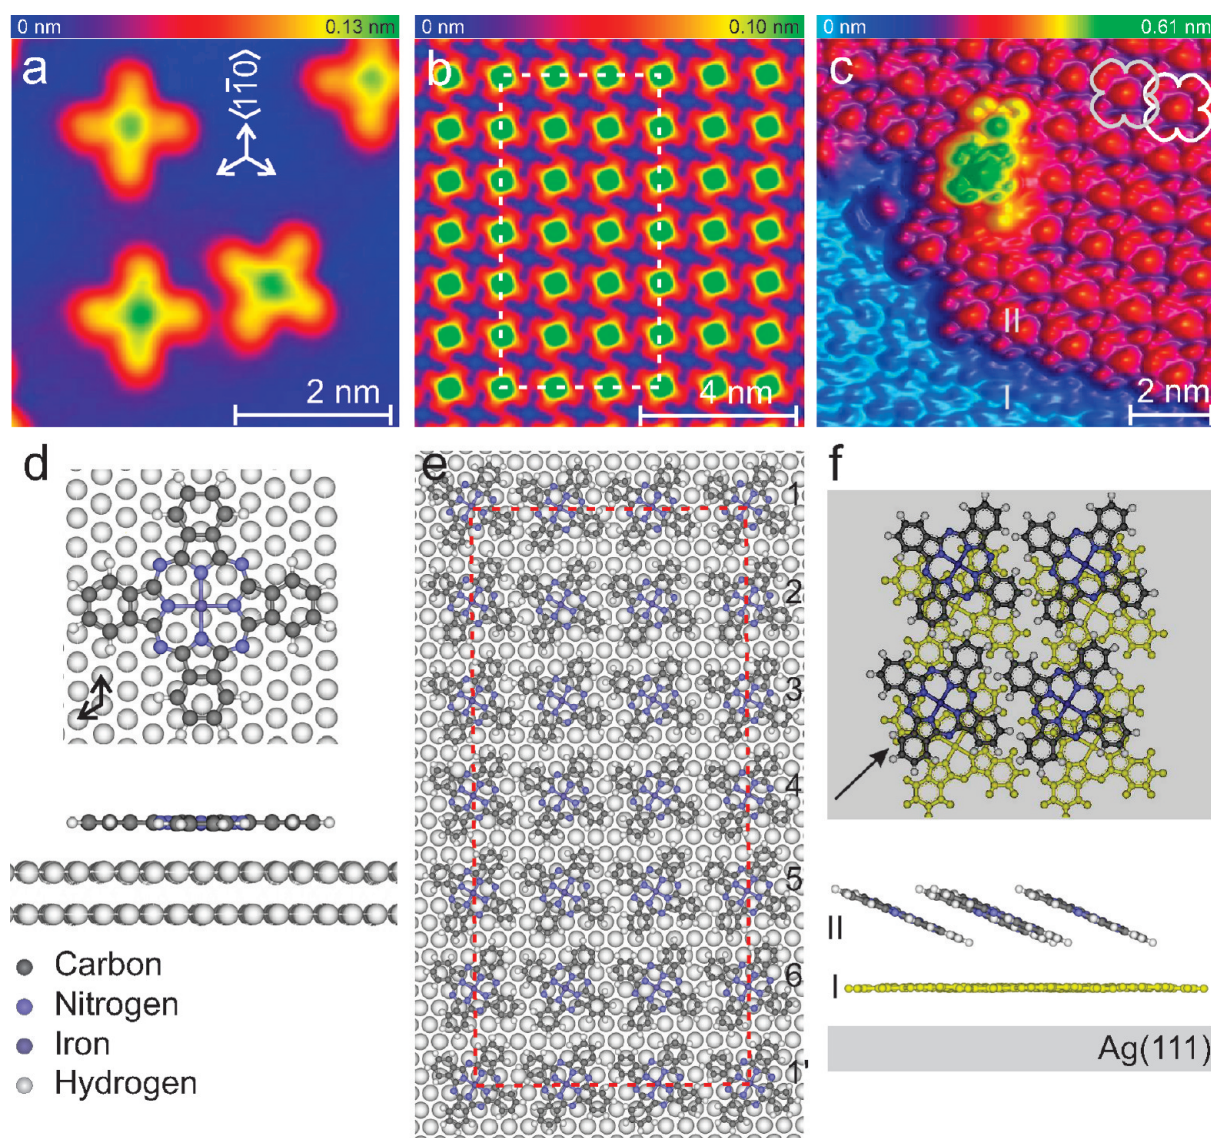 0 nm 0.13 nm
a
⟨11̄0⟩
2 nm
0 nm 0.10 nm
b
4 nm
0 nm 0.61 nm
c
II
I
2 nm
d
Carbon
Nitrogen
Iron
Hydrogen
e
1
2
3
4
5
6
1'
f
II
I
Ag(111)